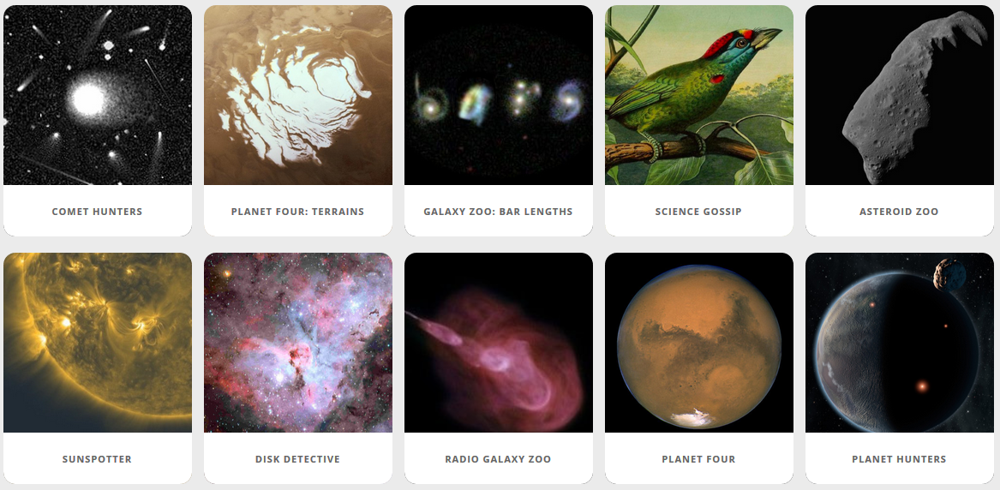 COMET HUNTERS
PLANET FOUR: TERRAINS
GALAXY ZOO: BAR LENGTHS
SCIENCE GOSSIP
ASTEROID ZOO
SUNSPOTTER
DISK DETECTIVE
RADIO GALAXY ZOO
PLANET FOUR
PLANET HUNTERS